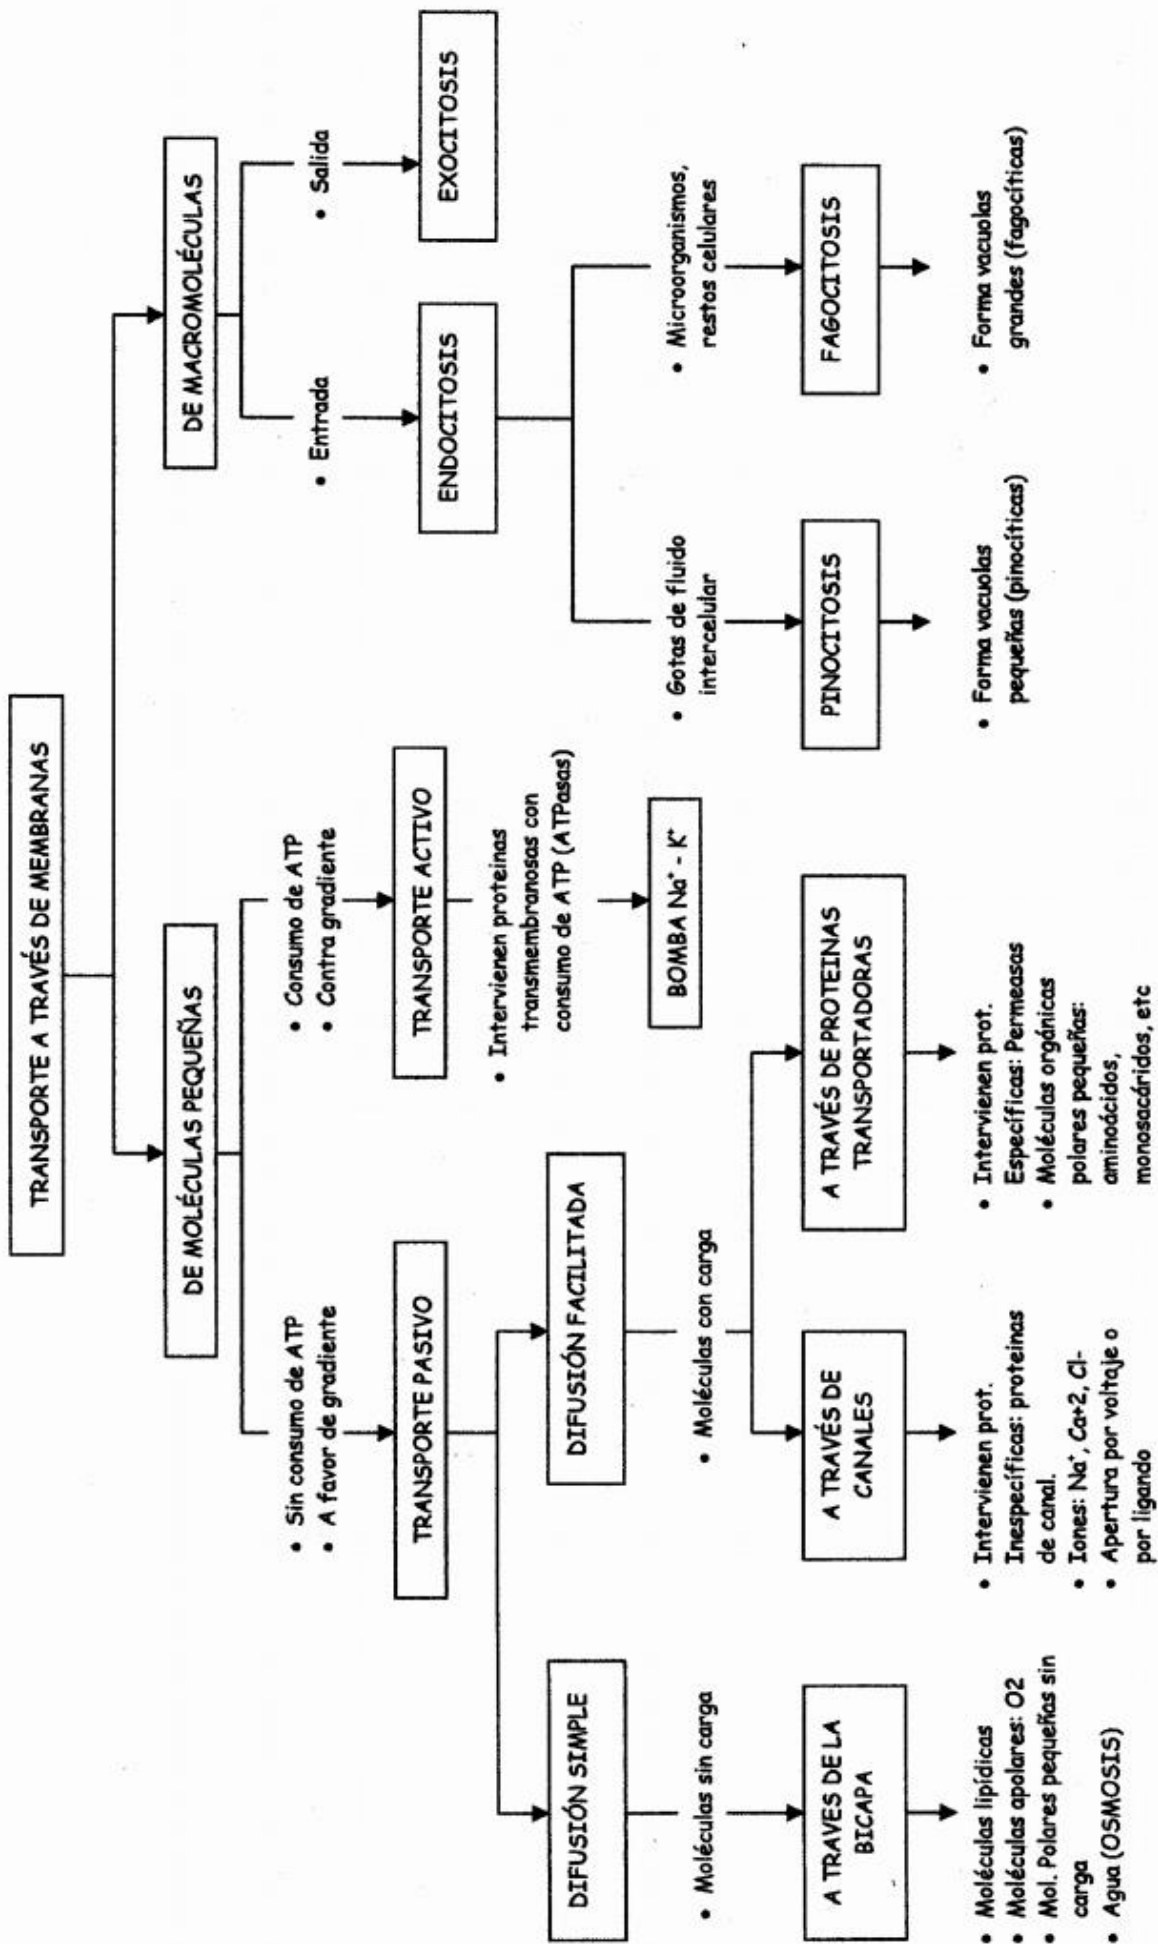 TRANSPORTE A TRAVÉS DE MEMBRANAS
DE MOLÉCULAS PEQUEÑAS
DE MACROMOLÉCULAS
• Sin consumo de ATP
• A favor de gradiente
• Consumo de ATP
• Contra gradiente
• Entrada
• Salida
TRANSPORTE PASIVO
TRANSPORTE ACTIVO
ENDOCITOSIS
EXOCITOSIS
• Intervienen proteinas
transmembranosas con
consumo de ATP (ATPasas)
DIFUSIÓN SIMPLE
DIFUSIÓN FACILITADA
BOMBA Na⁺ - K⁺
• Moléculas sin carga
• Moléculas con carga
• Gotas de fluido
intercelular
• Microorganismos,
restos celulares
A TRAVES DE LA
BICAPA
A TRAVÉS DE
CANALES
A TRAVÉS DE PROTEINAS
TRANSPORTADORAS
PINOCITOSIS
FAGOCITOSIS
• Moléculas lipídicas
• Moléculas apolares: O2
• Mol. Polares pequeñas sin
carga
• Agua (OSMOSIS)
• Intervienen prot.
Inespecíficas: proteinas
de canal.
• Iones: Na⁺, Ca+2, Cl-
• Apertura por voltaje o
por ligando
• Intervienen prot.
Específicas: Permeasas
• Moléculas orgánicas
polares pequeñas:
aminoácidos,
monosacáridos, etc
• Forma vacuolas
pequeñas (pinocíticas)
• Forma vacuolas
grandes (fagocíticas)